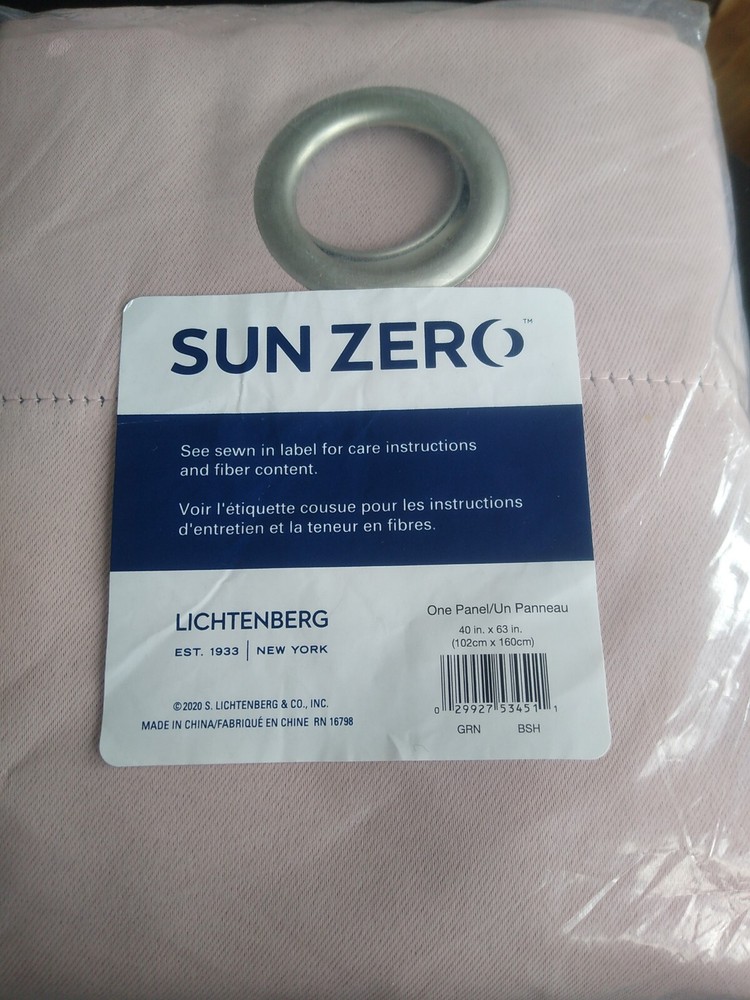 SUN ZERO™
See sewn in label for care instructions
and fiber content.
Voir l'étiquette cousue pour les instructions
d'entretien et la teneur en fibres.
LICHTENBERG
EST. 1933 | NEW YORK
©2020 S. LICHTENBERG & CO., INC.
MADE IN CHINA/FABRIQUÉ EN CHINE RN 16798
One Panel/Un Panneau
40 in. x 63 in.
(102cm x 160cm)
0 29927 53451 1
GRN BSH